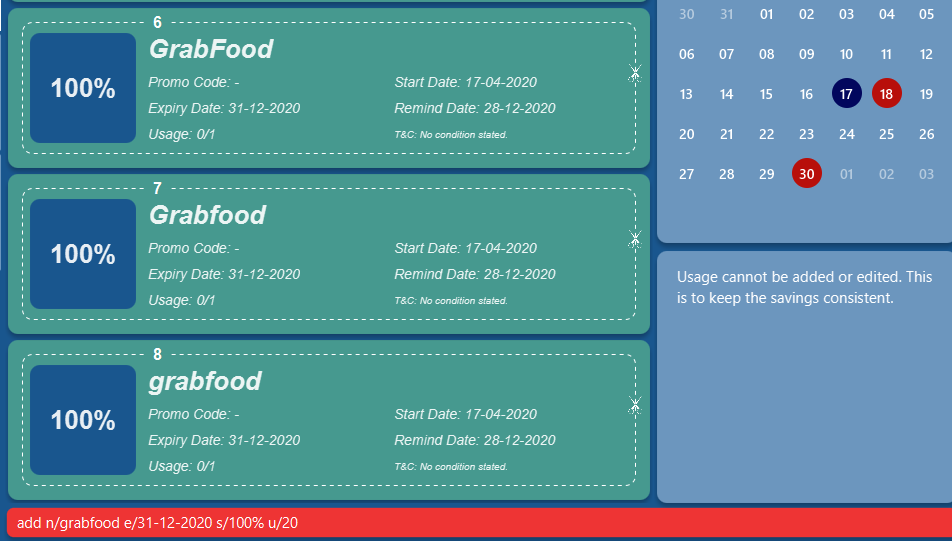 6
GrabFood
100%
Promo Code: -
Start Date: 17-04-2020
Expiry Date: 31-12-2020
Remind Date: 28-12-2020
Usage: 0/1
T&C: No condition stated.
7
Grabfood
100%
Promo Code: -
Start Date: 17-04-2020
Expiry Date: 31-12-2020
Remind Date: 28-12-2020
Usage: 0/1
T&C: No condition stated.
8
grabfood
100%
Promo Code: -
Start Date: 17-04-2020
Expiry Date: 31-12-2020
Remind Date: 28-12-2020
Usage: 0/1
T&C: No condition stated.
30 31 01 02 03 04 05
06 07 08 09 10 11 12
13 14 15 16 17 18 19
20 21 22 23 24 25 26
27 28 29 30 01 02 03
Usage cannot be added or edited. This
is to keep the savings consistent.
add n/grabfood e/31-12-2020 s/100% u/20